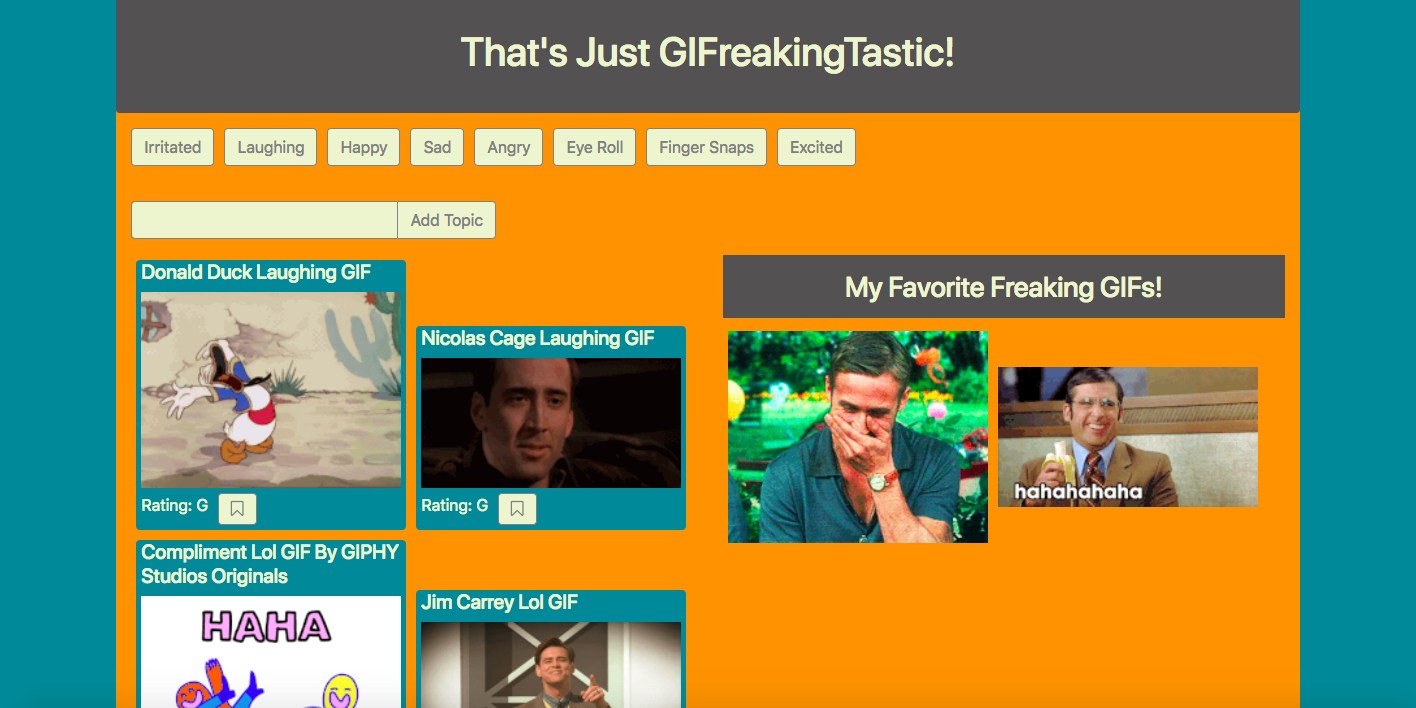 That's Just GIFreakingTastic!
Irritated
Laughing
Happy
Sad
Angry
Eye Roll
Finger Snaps
Excited
Add Topic
Donald Duck Laughing GIF
Rating: G
Nicolas Cage Laughing GIF
Rating: G
Compliment Lol GIF By GIPHY
Studios Originals
HAHA
Jim Carrey Lol GIF
My Favorite Freaking GIFs!
hahahahaha